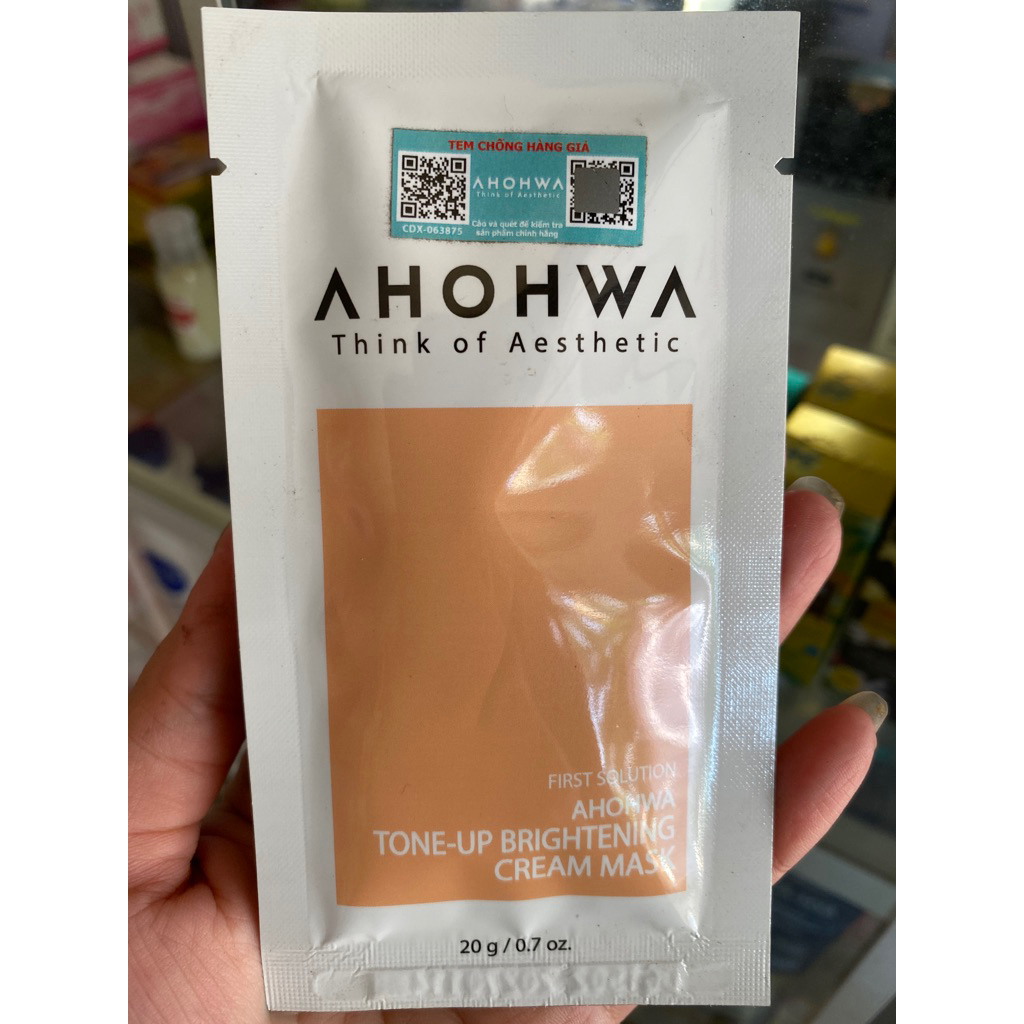 TEM CHỐNG HÀNG GIẢ
AHOHWA
Think of Aesthetic
CDX-063875
Cào và quét để kiểm tra
sản phẩm chính hãng
AHOHWA
Think of Aesthetic
FIRST SOLUTION
AHOHWA
TONE-UP BRIGHTENING
CREAM MASK
20 g / 0.7 oz.